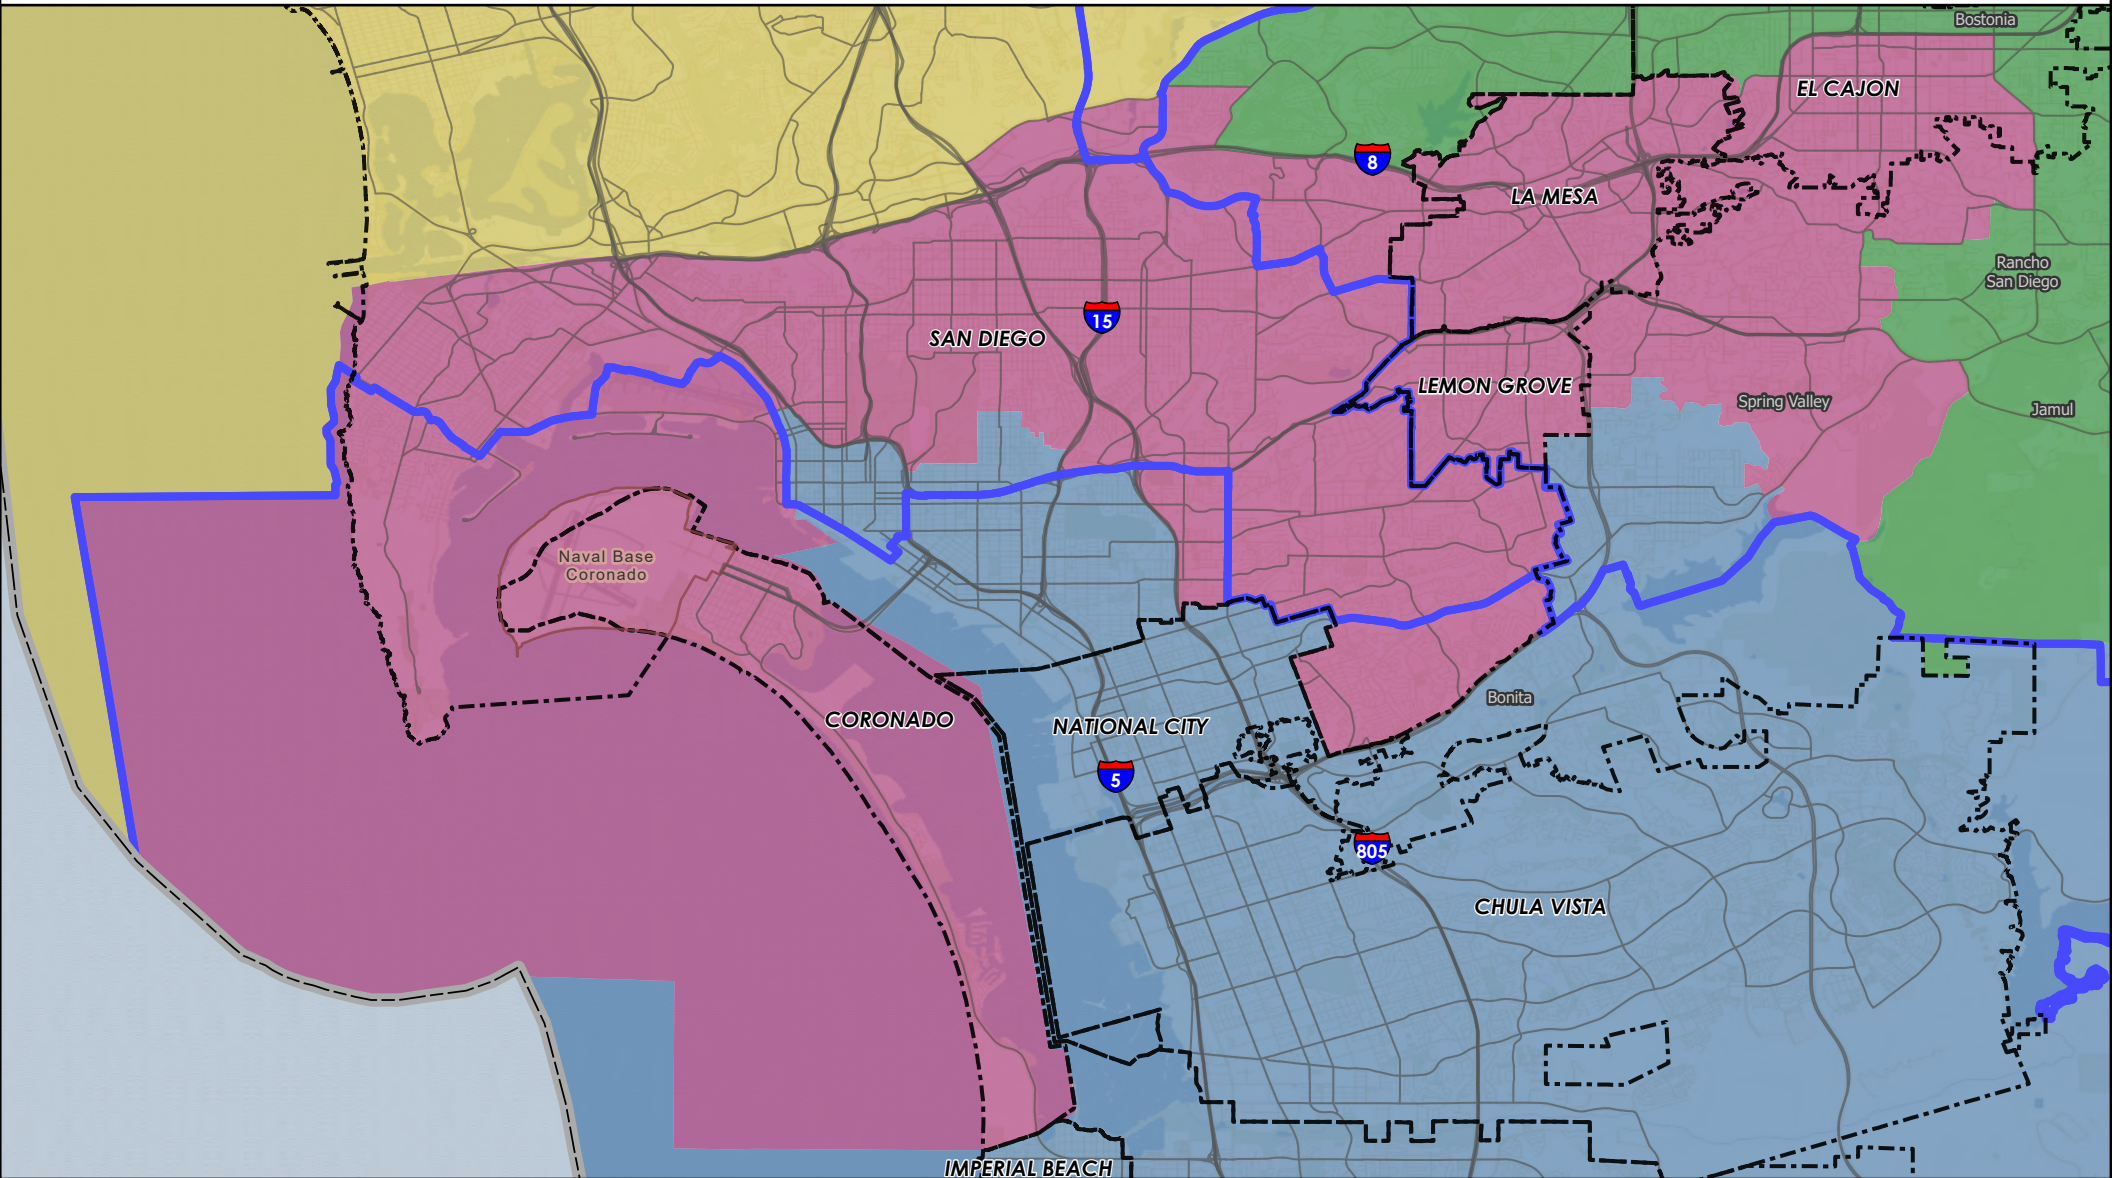 Bostonia
EL CAJON
8
LA MESA
Rancho
San Diego
15
SAN DIEGO
LEMON GROVE
Spring Valley
Jamul
Naval Base
Coronado
Bonita
CORONADO
NATIONAL CITY
5
805
CHULA VISTA
IMPERIAL BEACH